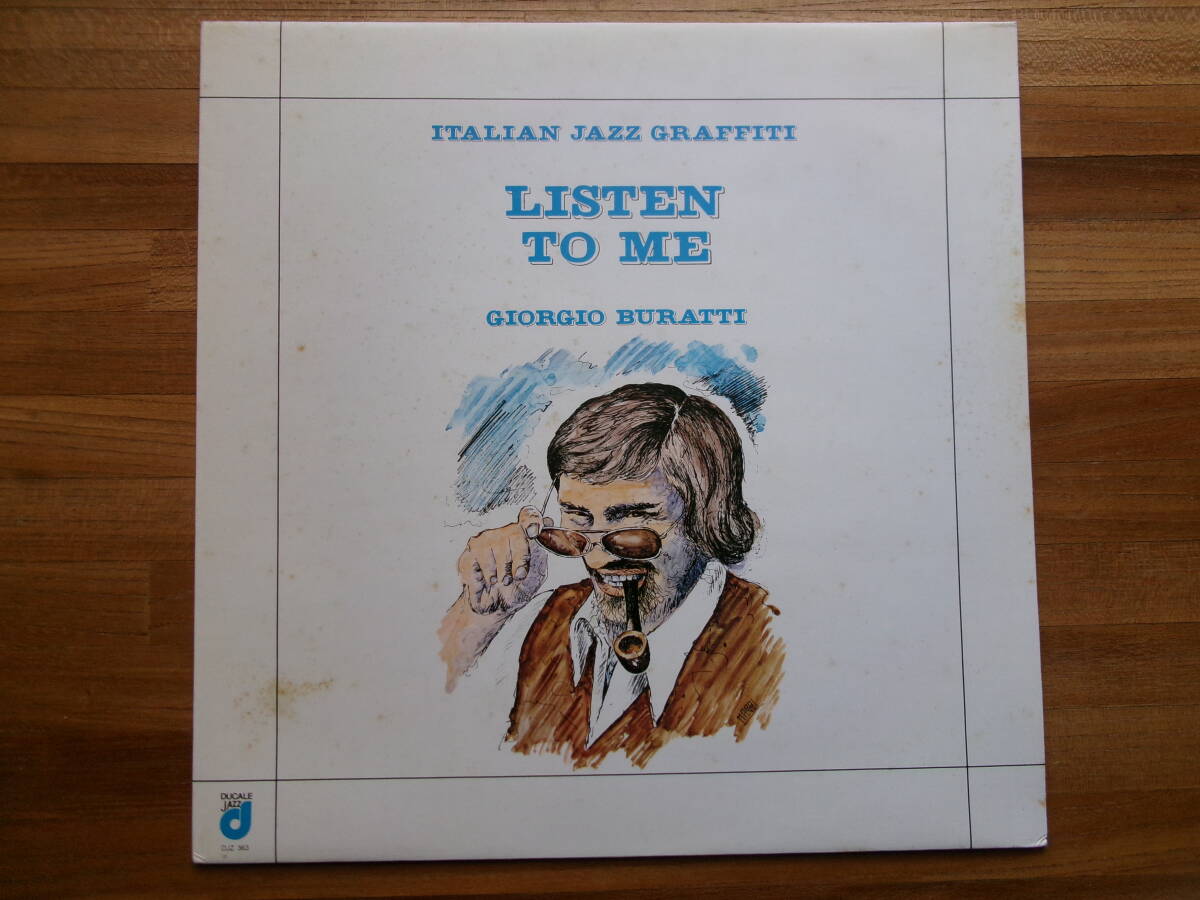 ITALIAN JAZZ GRAFFITI
LISTEN
TO ME
GIORGIO BURATTI
DUCALE
JAZZ
DJZ 363